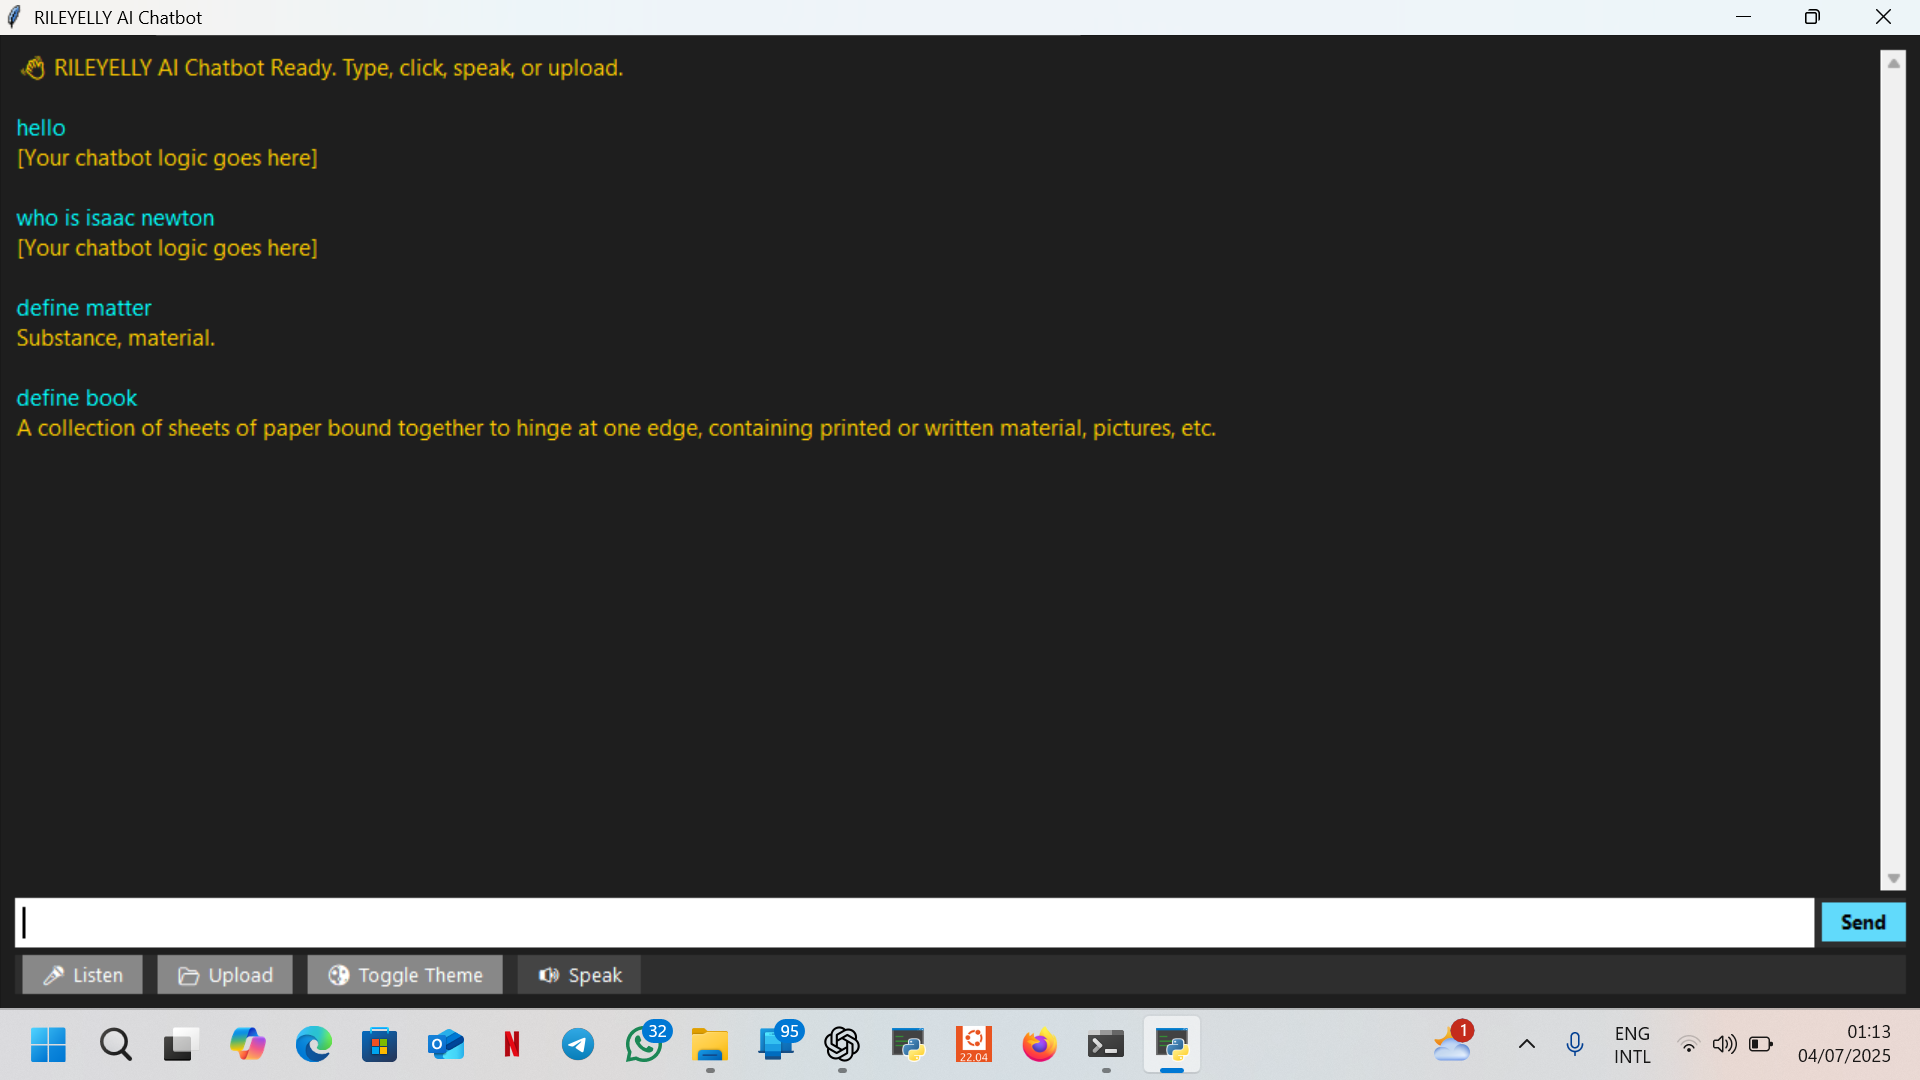 RILEYELLY AI Chatbot
👋 RILEYELLY AI Chatbot Ready. Type, click, speak, or upload.
hello
[Your chatbot logic goes here]
who is isaac newton
[Your chatbot logic goes here]
define matter
Substance, material.
define book
A collection of sheets of paper bound together to hinge at one edge, containing printed or written material, pictures, etc.
Send
Listen
Upload
Toggle Theme
Speak
N
32
95
22.04
1
ENG
INTL
01:13
04/07/2025